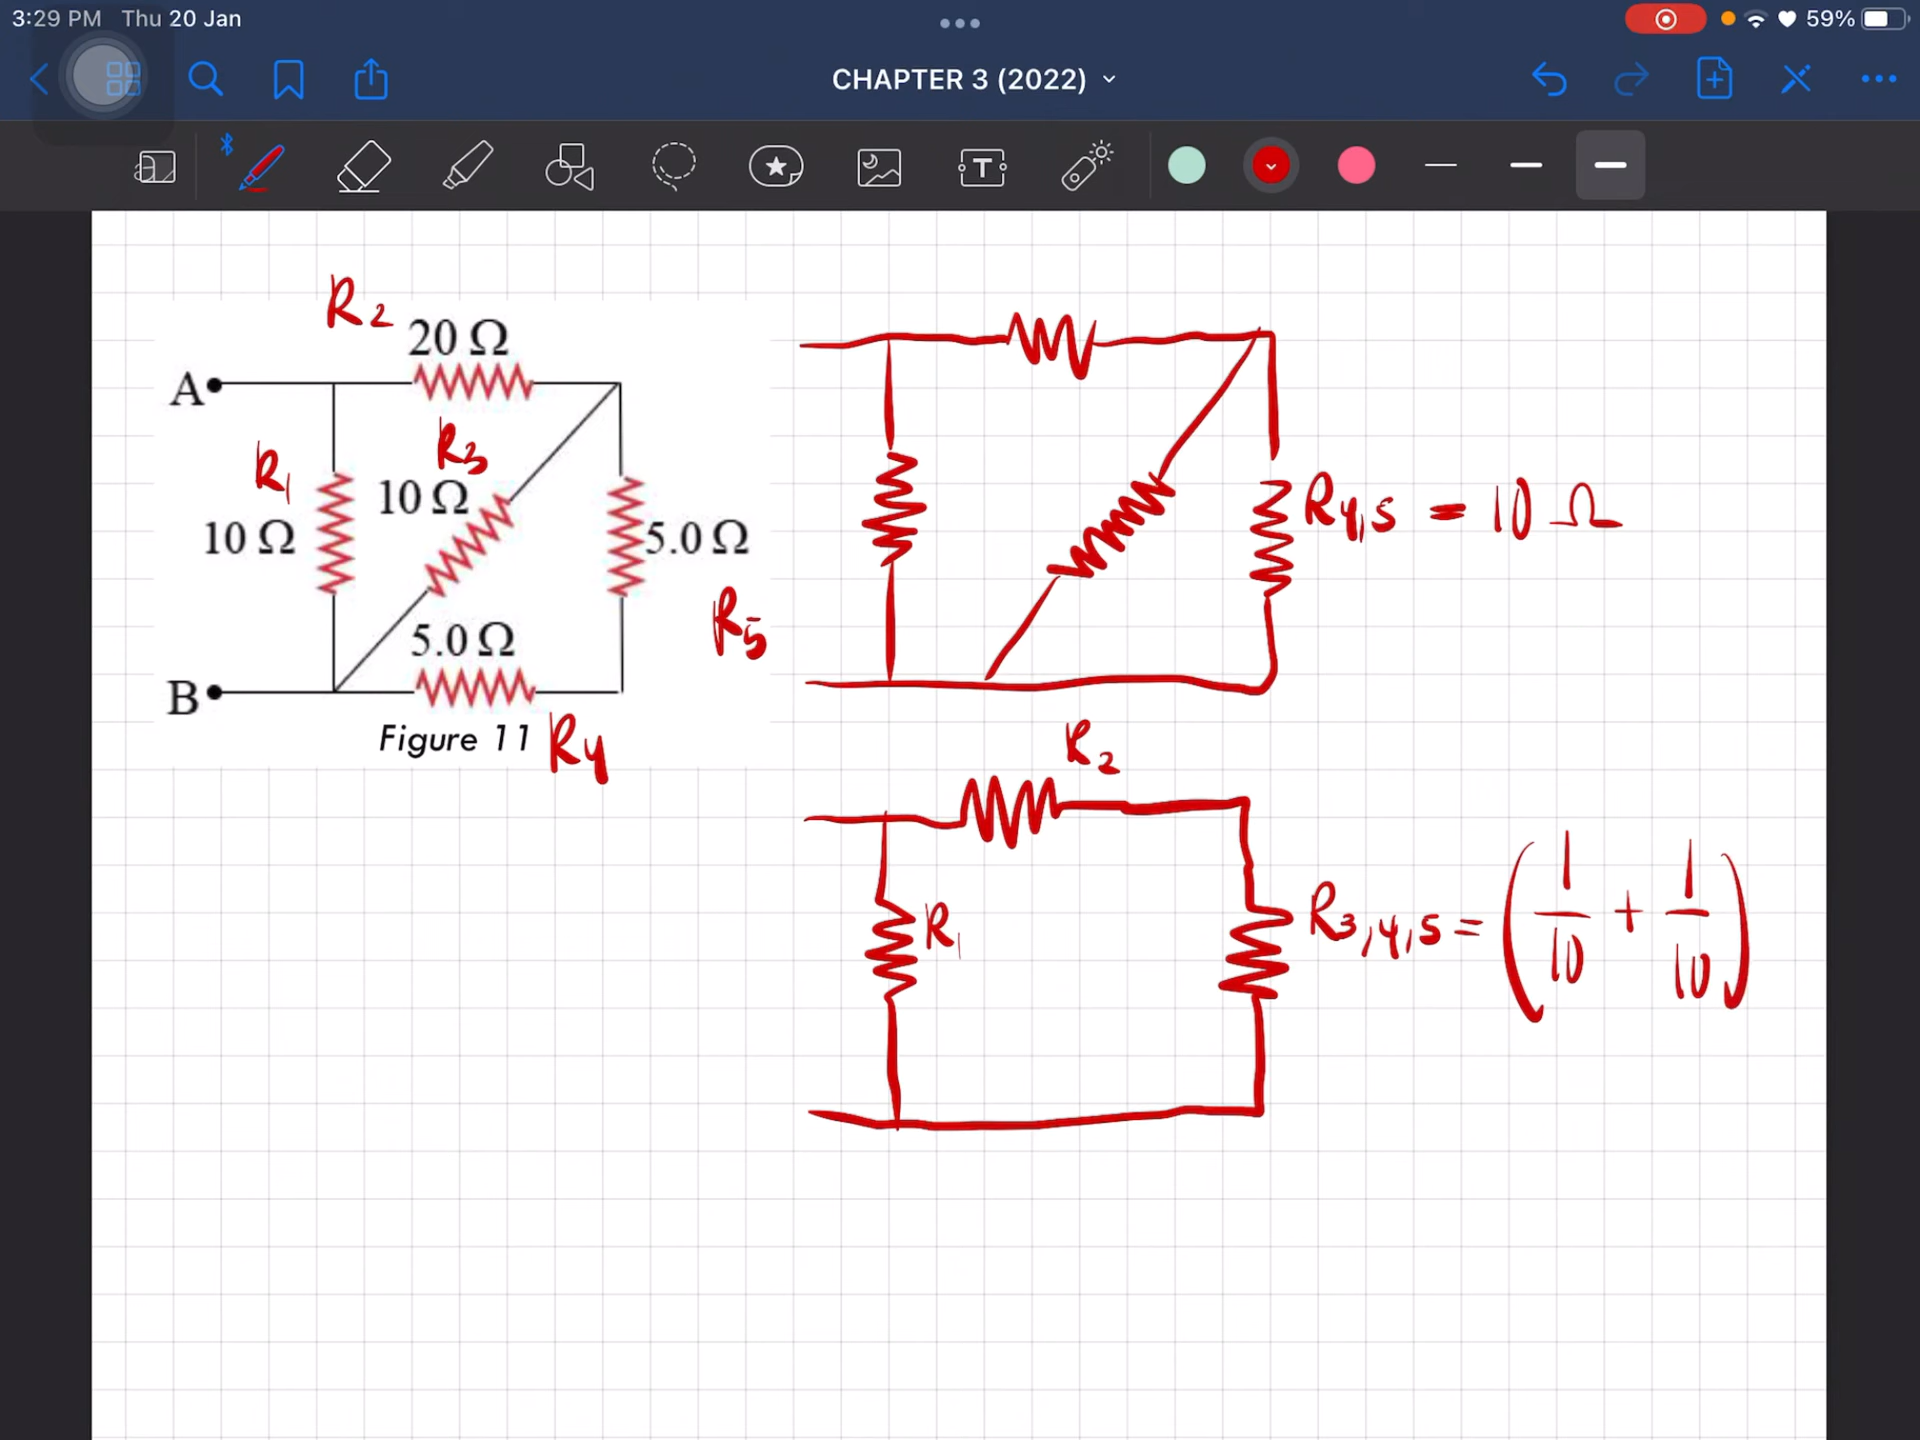 3:29 PM Thu 20 Jan
59%
CHAPTER 3 (2022)
R2
20 Ω
A
R1
R3
10 Ω
10 Ω
5.0 Ω
R5
5.0 Ω
B
Figure 11
R4
R4,5 = 10 Ω
R2
R1
R3,4,5 = (1/10 + 1/10)